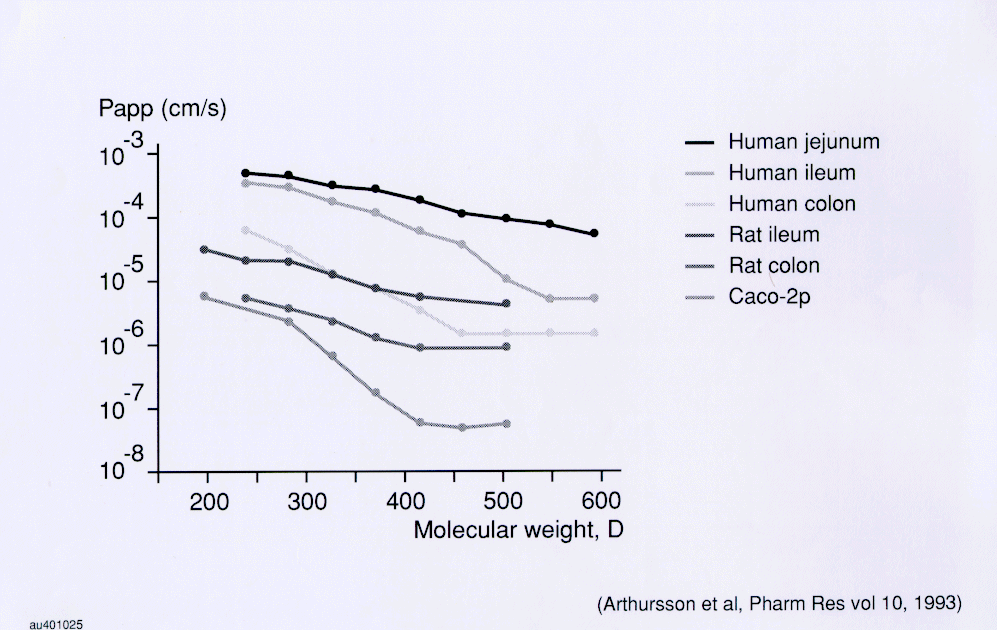 Papp (cm/s)
10-3
10-4
10-5
10-6
10-7
10-8
200 300 400 500 600
Molecular weight, D
Human jejunum
Human ileum
Human colon
Rat ileum
Rat colon
Caco-2p
(Arthursson et al, Pharm Res vol 10, 1993)
au401025